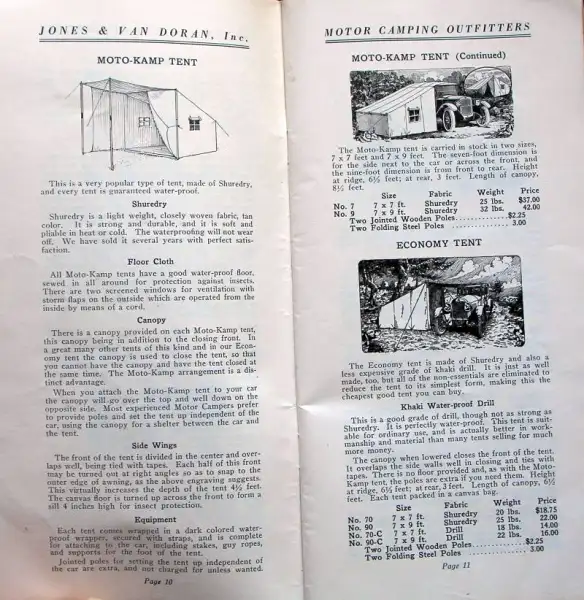 JONES & VAN DORAN, Inc.
MOTO-KAMP TENT
This is a very popular type of tent, made of Shuredry,
and every tent is guaranteed water-proof.
Shuredry
Shuredry is a light weight, closely woven fabric, tan
color. It is strong and durable, and it is soft and
pliable in heat or cold. The waterproofing will not wear
off. We have sold it several years with perfect satis-
faction.
Floor Cloth
All Moto-Kamp tents have a good water-proof floor,
sewed in all around for protection against insects.
There are two screened windows for ventilation with
storm flaps on the outside which are operated from the
inside by means of a cord.
Canopy
There is a canopy provided on each Moto-Kamp tent,
this canopy being in addition to the closing front. In
a great many other tents of this kind and in our Econ-
omy tent the canopy is used to close the tent, so that
you cannot have the canopy and have the tent closed at
the same time. The Moto-Kamp arrangement is a dis-
tinct advantage.
When you attach the Moto-Kamp tent to your car
the canopy will go over the top and well down on the
opposite side. Most experienced Motor Campers prefer
to provide poles and set the tent up independent of the
car, using the canopy for a shelter between the car and
the tent.
Side Wings
The front of the tent is divided in the center and over-
laps well, being tied with tapes. Each half of this front
may be turned out at right angles so as to snap to the
outer edge of awning, as the above engraving suggests.
This virtually increases the depth of the tent 4½ feet.
The canvas floor is turned up across the front to form a
sill 4 inches high for insect protection.
Equipment
Each tent comes wrapped in a dark colored water-
proof wrapper, secured with straps, and is complete
for attaching to the car, including stakes, guy ropes,
and supports for the foot of the tent.
Jointed poles for setting the tent up independent of
the car are extra, and not charged for unless wanted.
Page 10
MOTOR CAMPING OUTFITTERS
MOTO-KAMP TENT (Continued)
The Moto-Kamp tent is carried in stock in two sizes,
7 x 7 feet and 7 x 9 feet. The seven-foot dimension is
for the side next to the car or across the front, and
the nine-foot dimension is from front to rear. Height
at ridge, 6½ feet; at rear, 3 feet. Length of canopy,
8½ feet.
Size Fabric Weight Price
No. 7 7 x 7 ft. Shuredry 25 lbs. $37.00
No. 9 7 x 9 ft. Shuredry 32 lbs. 42.00
Two Jointed Wooden Poles $2.25
Two Folding Steel Poles 3.00
ECONOMY TENT
The Economy tent is made of Shuredry and also a
less expensive grade of khaki drill. It is just as well
made, too, but all of the non-essentials are eliminated to
reduce the tent to its simplest form, making this the
cheapest good tent you can buy.
Khaki Water-proof Drill
This is a good grade of drill, though not as strong as
Shuredry. It is perfectly water-proof. This tent is suit-
able for ordinary use, and is actually better in work-
manship and material than many tents selling for much
more money.
The canopy when lowered closes the front of the tent.
It overlaps the side walls well in closing and ties with
tapes. There is no floor provided and, as with the Moto-
Kamp tent, the poles are extra if you need them. Height
at ridge, 6½ feet; at rear, 3 feet. Length of canopy, 6½
feet. Each tent packed in a canvas bag.
Size Fabric Weight Price
No. 70 7 x 7 ft. Shuredry 20 lbs. $18.75
No. 90 7 x 9 ft. Shuredry 25 lbs. 22.00
No. 70-C 7 x 7 ft. Drill 18 lbs. 14.00
No. 90-C 7 x 9 ft. Drill 22 lbs. 16.00
Two Jointed Wooden Poles $2.25
Two Folding Steel Poles 3.00
Page 11